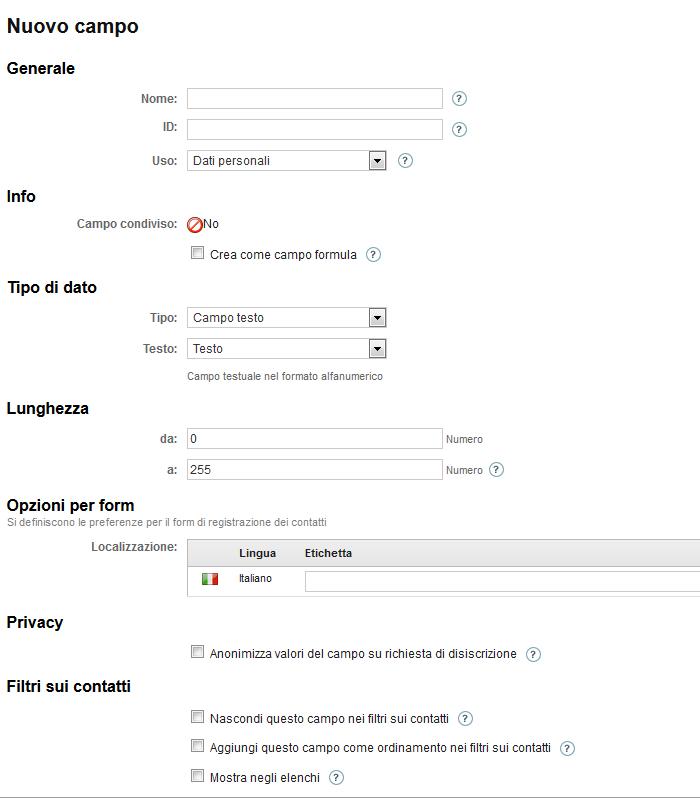 Nuovo campo
Generale
Nome: ?
ID: ?
Uso: Dati personali ?
Info
Campo condiviso: No
Crea come campo formula ?
Tipo di dato
Tipo: Campo testo
Testo: Testo
Campo testuale nel formato alfanumerico
Lunghezza
da: 0 Numero
a: 255 Numero ?
Opzioni per form
Si definiscono le preferenze per il form di registrazione dei contatti
Localizzazione: Lingua Etichetta
Italiano
Privacy
Anonimizza valori del campo su richiesta di disiscrizione ?
Filtri sui contatti
Nascondi questo campo nei filtri sui contatti ?
Aggiungi questo campo come ordinamento nei filtri sui contatti ?
Mostra negli elenchi ?